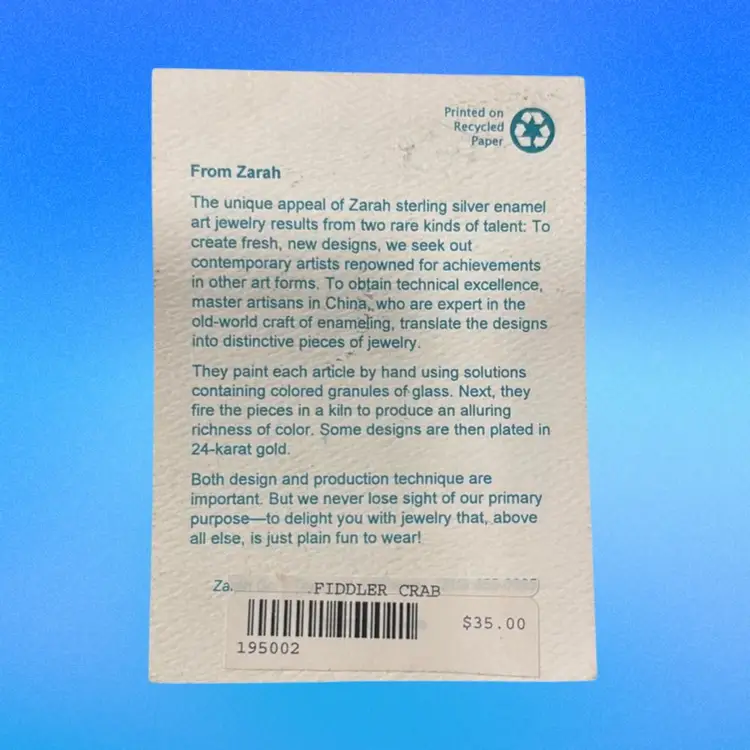 Printed on
Recycled
Paper
From Zarah
The unique appeal of Zarah sterling silver enamel
art jewelry results from two rare kinds of talent: To
create fresh, new designs, we seek out
contemporary artists renowned for achievements
in other art forms. To obtain technical excellence,
master artisans in China, who are expert in the
old-world craft of enameling, translate the designs
into distinctive pieces of jewelry.
They paint each article by hand using solutions
containing colored granules of glass. Next, they
fire the pieces in a kiln to produce an alluring
richness of color. Some designs are then plated in
24-karat gold.
Both design and production technique are
important. But we never lose sight of our primary
purpose—to delight you with jewelry that, above
all else, is just plain fun to wear!
FIDDLER CRAB
$35.00
195002